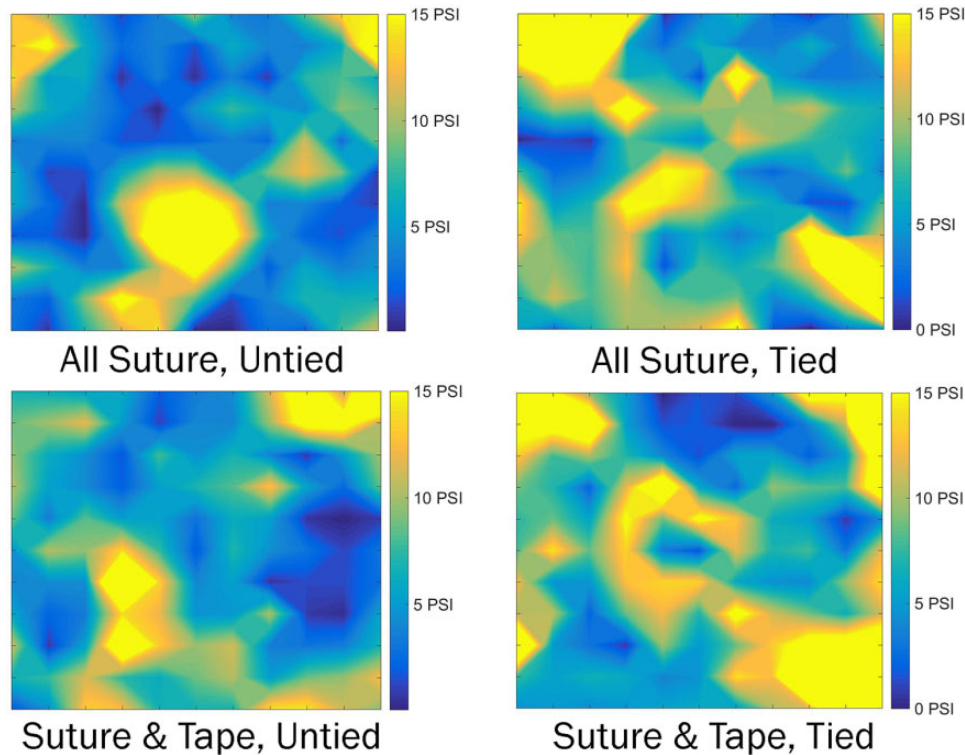 15 PSI
10 PSI
5 PSI
All Suture, Untied
15 PSI
10 PSI
5 PSI
0 PSI
All Suture, Tied
15 PSI
10 PSI
5 PSI
Suture & Tape, Untied
15 PSI
10 PSI
5 PSI
0 PSI
Suture & Tape, Tied